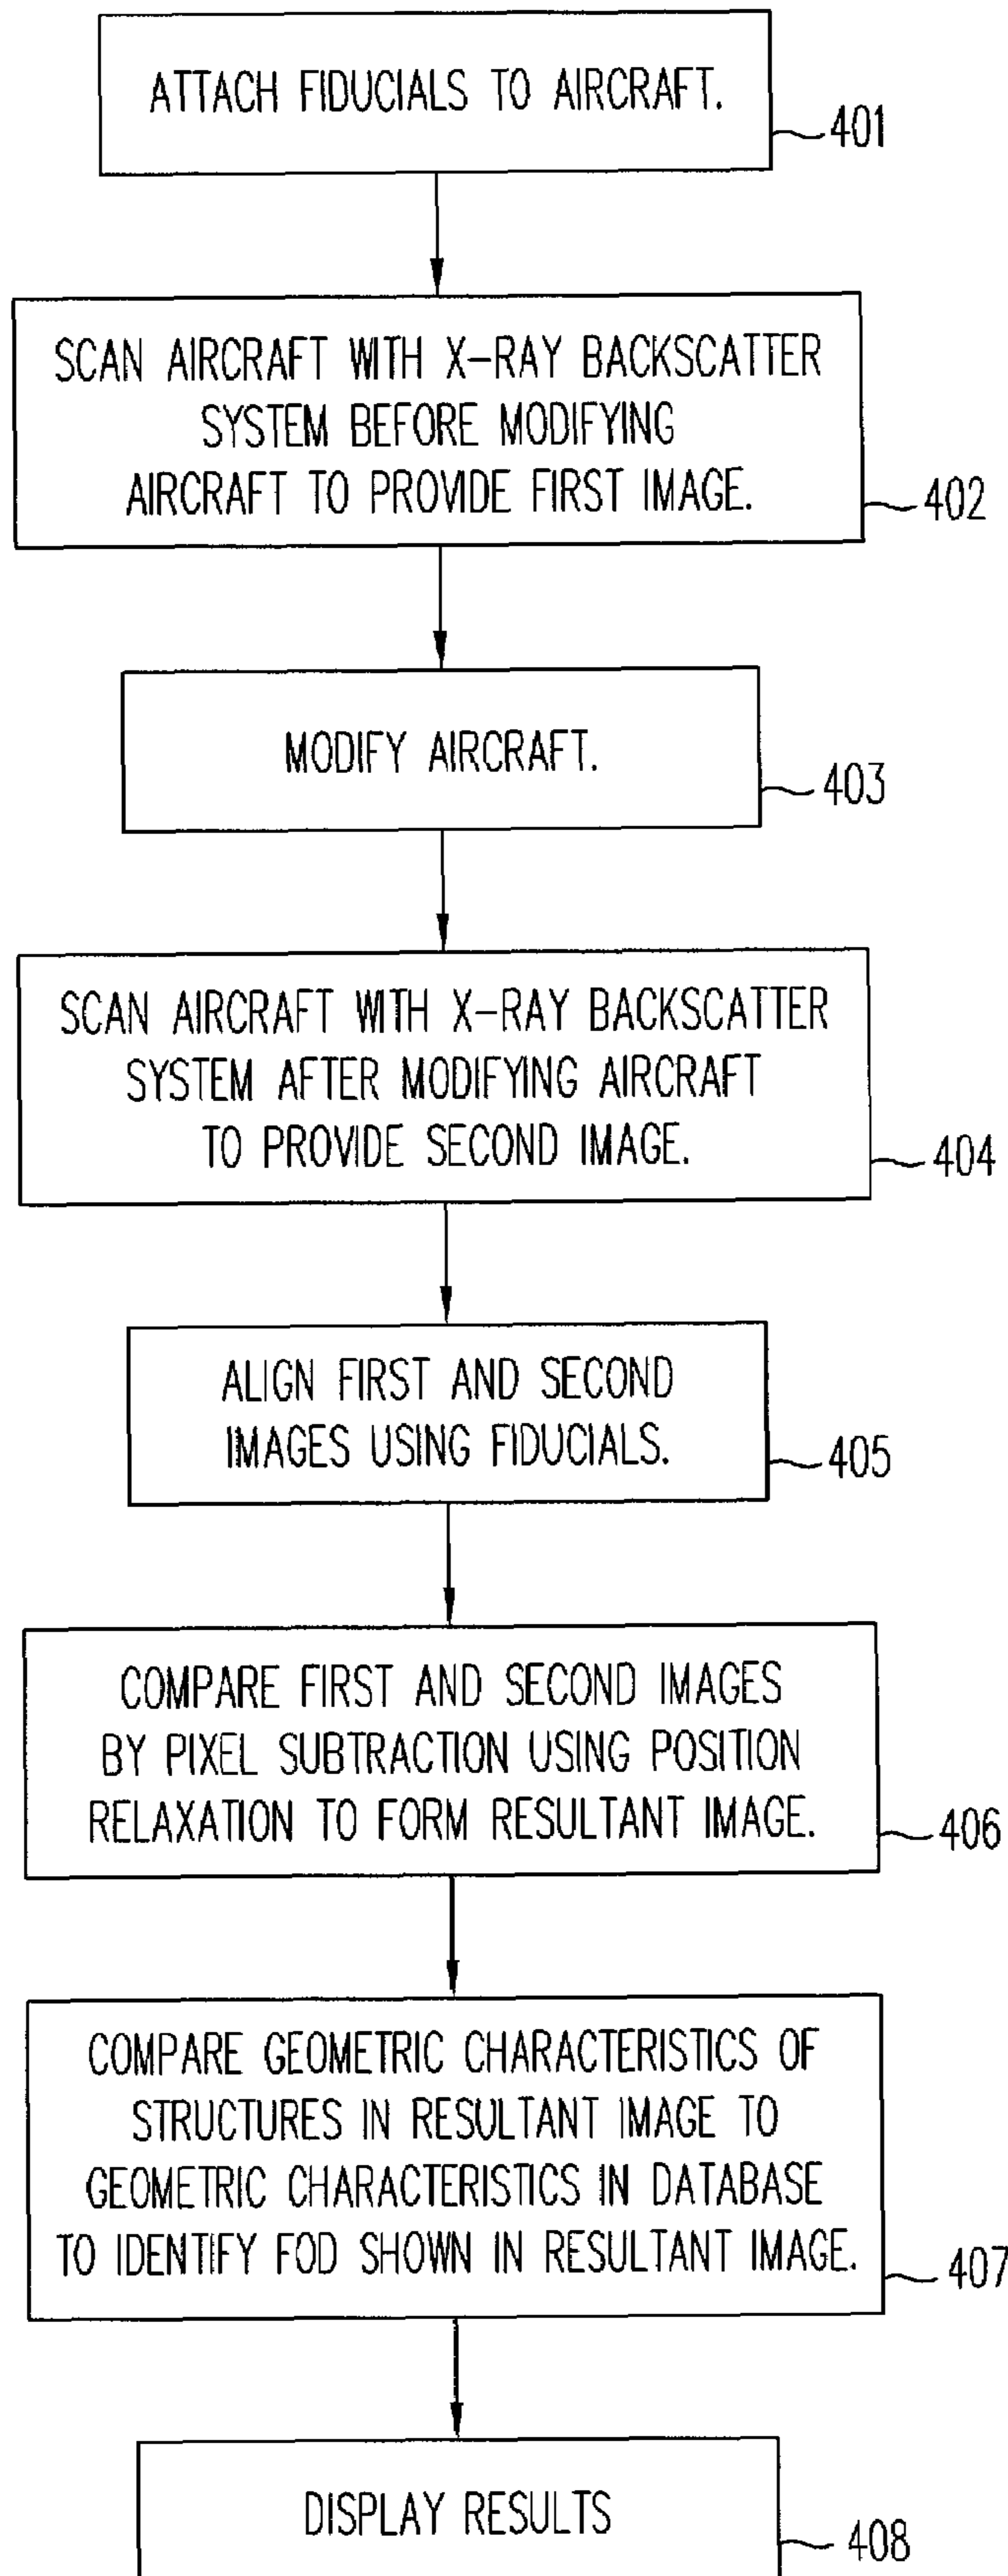 ATTACH FIDUCIALS TO AIRCRAFT.
401
SCAN AIRCRAFT WITH X-RAY BACKSCATTER
SYSTEM BEFORE MODIFYING
AIRCRAFT TO PROVIDE FIRST IMAGE.
402
MODIFY AIRCRAFT.
403
SCAN AIRCRAFT WITH X-RAY BACKSCATTER
SYSTEM AFTER MODIFYING AIRCRAFT
TO PROVIDE SECOND IMAGE.
404
ALIGN FIRST AND SECOND
IMAGES USING FIDUCIALS.
405
COMPARE FIRST AND SECOND IMAGES
BY PIXEL SUBTRACTION USING POSITION
RELAXATION TO FORM RESULTANT IMAGE.
406
COMPARE GEOMETRIC CHARACTERISTICS OF
STRUCTURES IN RESULTANT IMAGE TO
GEOMETRIC CHARACTERISTICS IN DATABASE
TO IDENTIFY FOD SHOWN IN RESULTANT IMAGE.
407
DISPLAY RESULTS
408